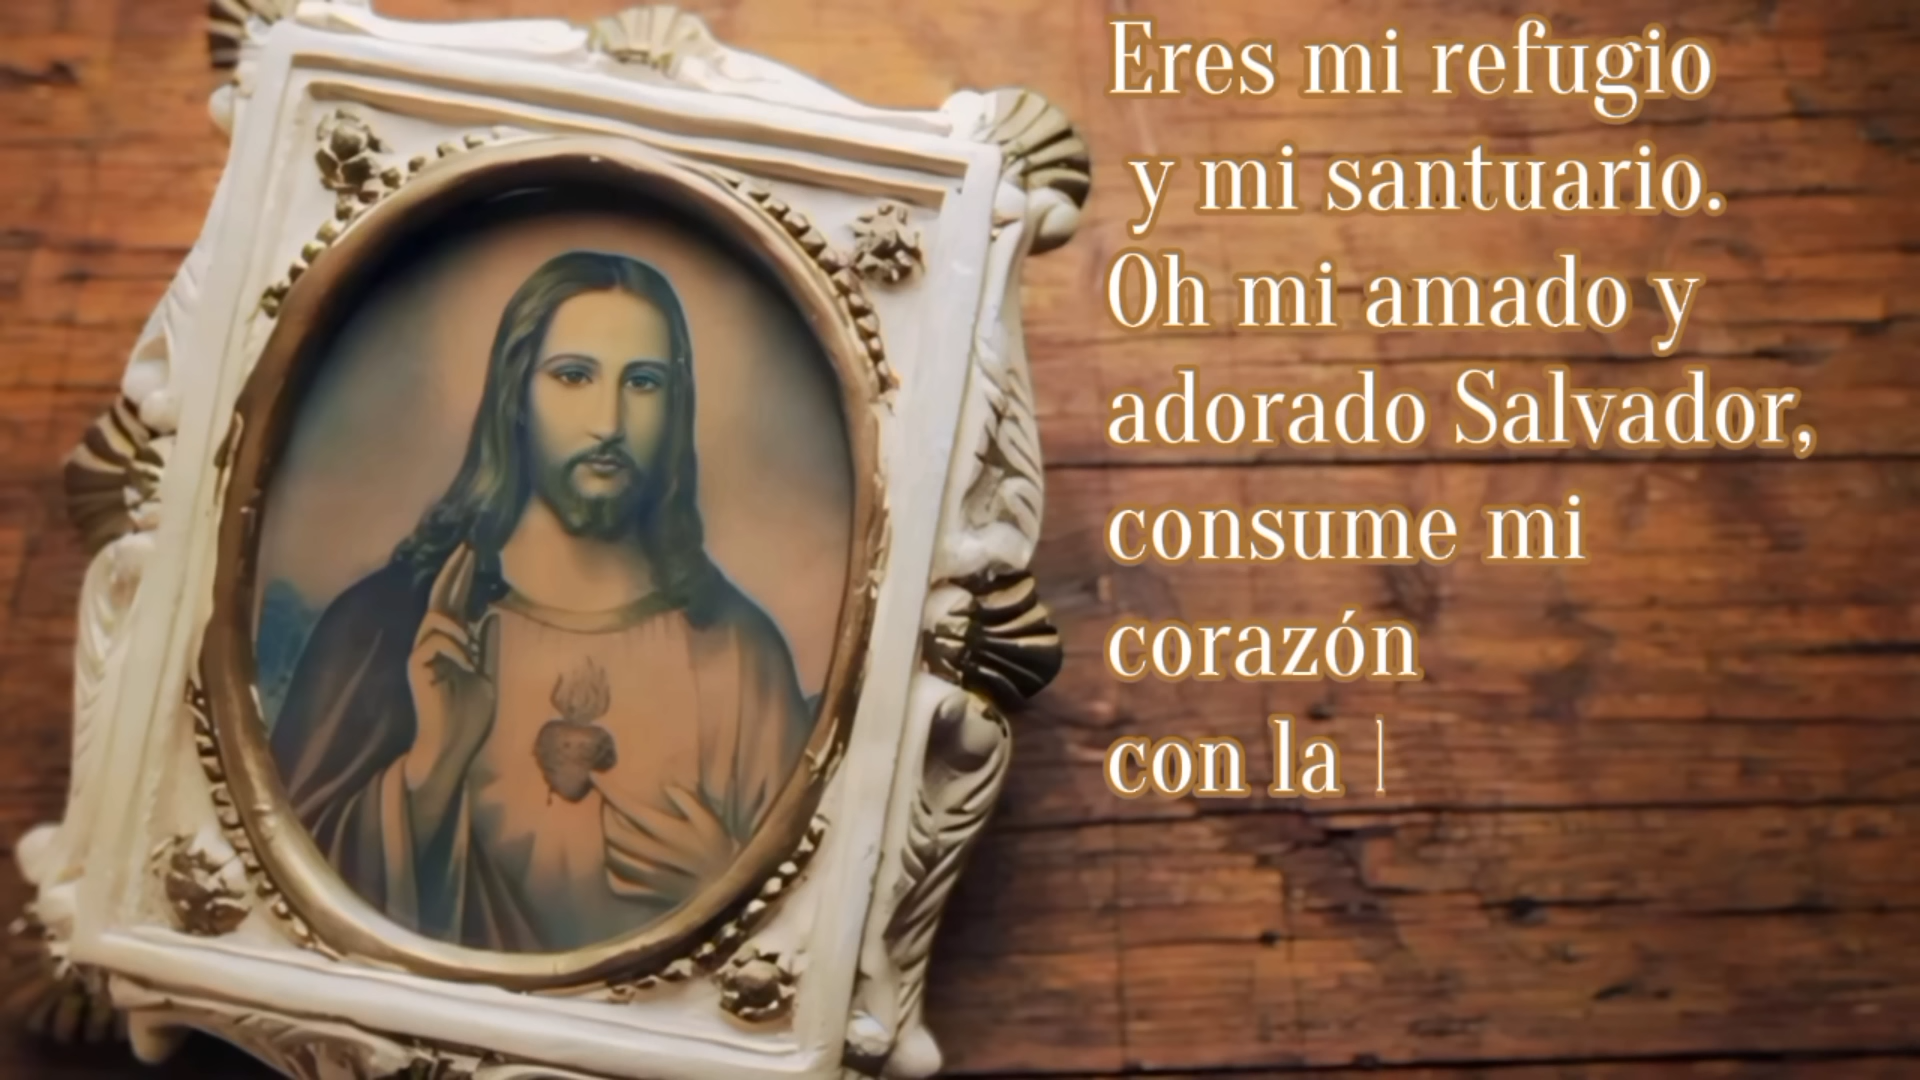 Eres mi refugio
y mi santuario.
Oh mi amado y
adorado Salvador,
consume mi
corazón
con la